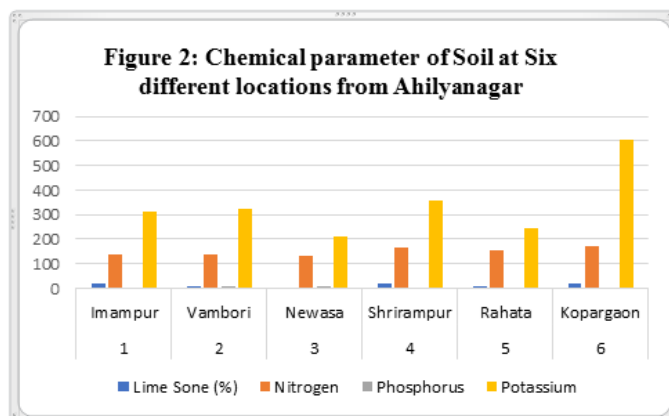 Figure 2: Chemical parameter of Soil at Six
different locations from Ahilyanagar
700
600
500
400
300
200
100
0
Imampur Vambori Newasa Shrirampur Rahata Kopargaon
1 2 3 4 5 6
Lime Sone (%) Nitrogen Phosphorus Potassium